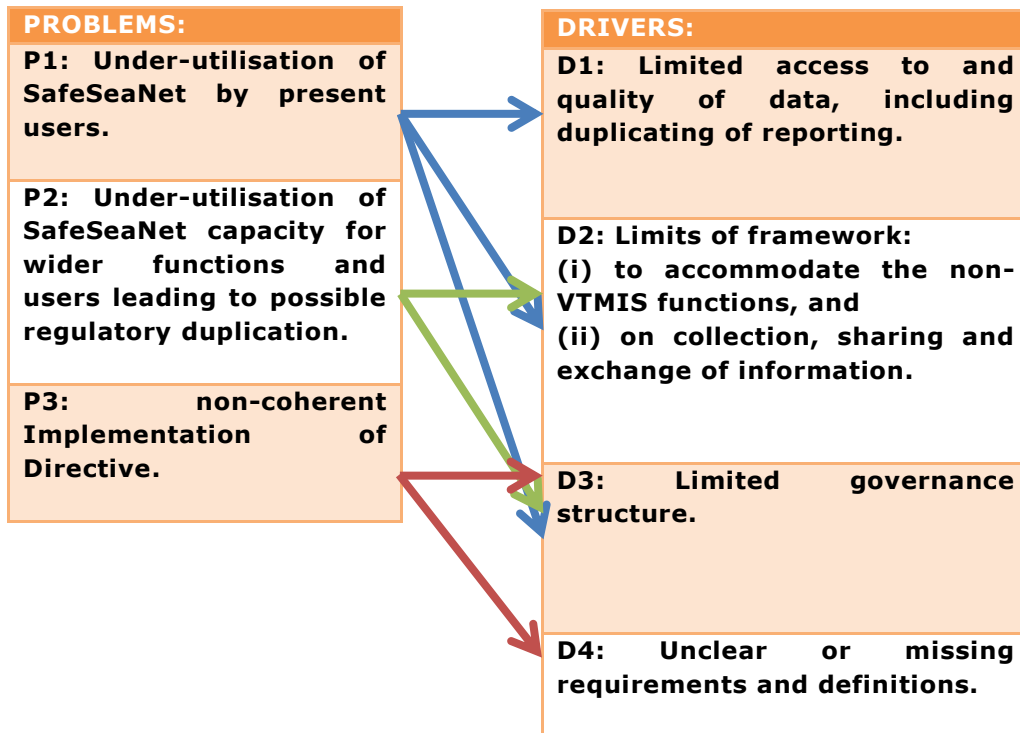 PROBLEMS:
P1: Under-utilisation of
SafeSeaNet by present
users.
P2: Under-utilisation of
SafeSeaNet capacity for
wider functions and
users leading to possible
regulatory duplication.
P3: non-coherent
Implementation of
Directive.
DRIVERS:
D1: Limited access to and
quality of data, including
duplicating of reporting.
D2: Limits of framework:
(i) to accommodate the non-
VTMIS functions, and
(ii) on collection, sharing and
exchange of information.
D3: Limited governance
structure.
D4: Unclear or missing
requirements and definitions.